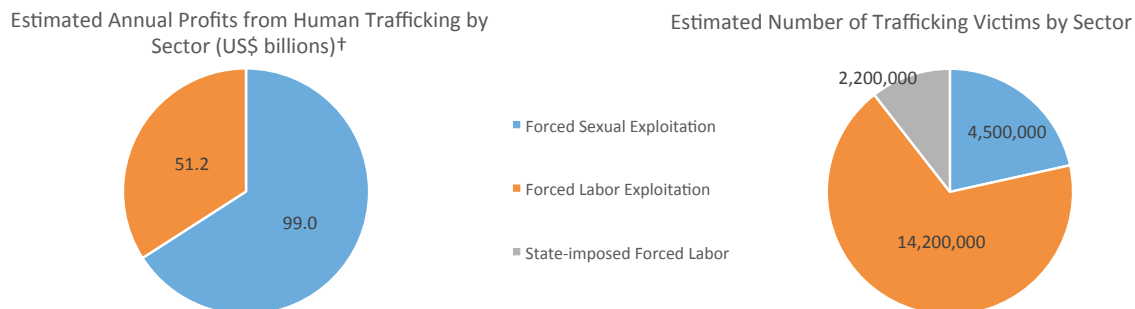 Estimated Annual Profits from Human Trafficking by
Sector (US$ billions)†
51.2
99.0
Forced Sexual Exploitation
Forced Labor Exploitation
State-imposed Forced Labor
Estimated Number of Trafficking Victims by Sector
2,200,000
4,500,000
14,200,000